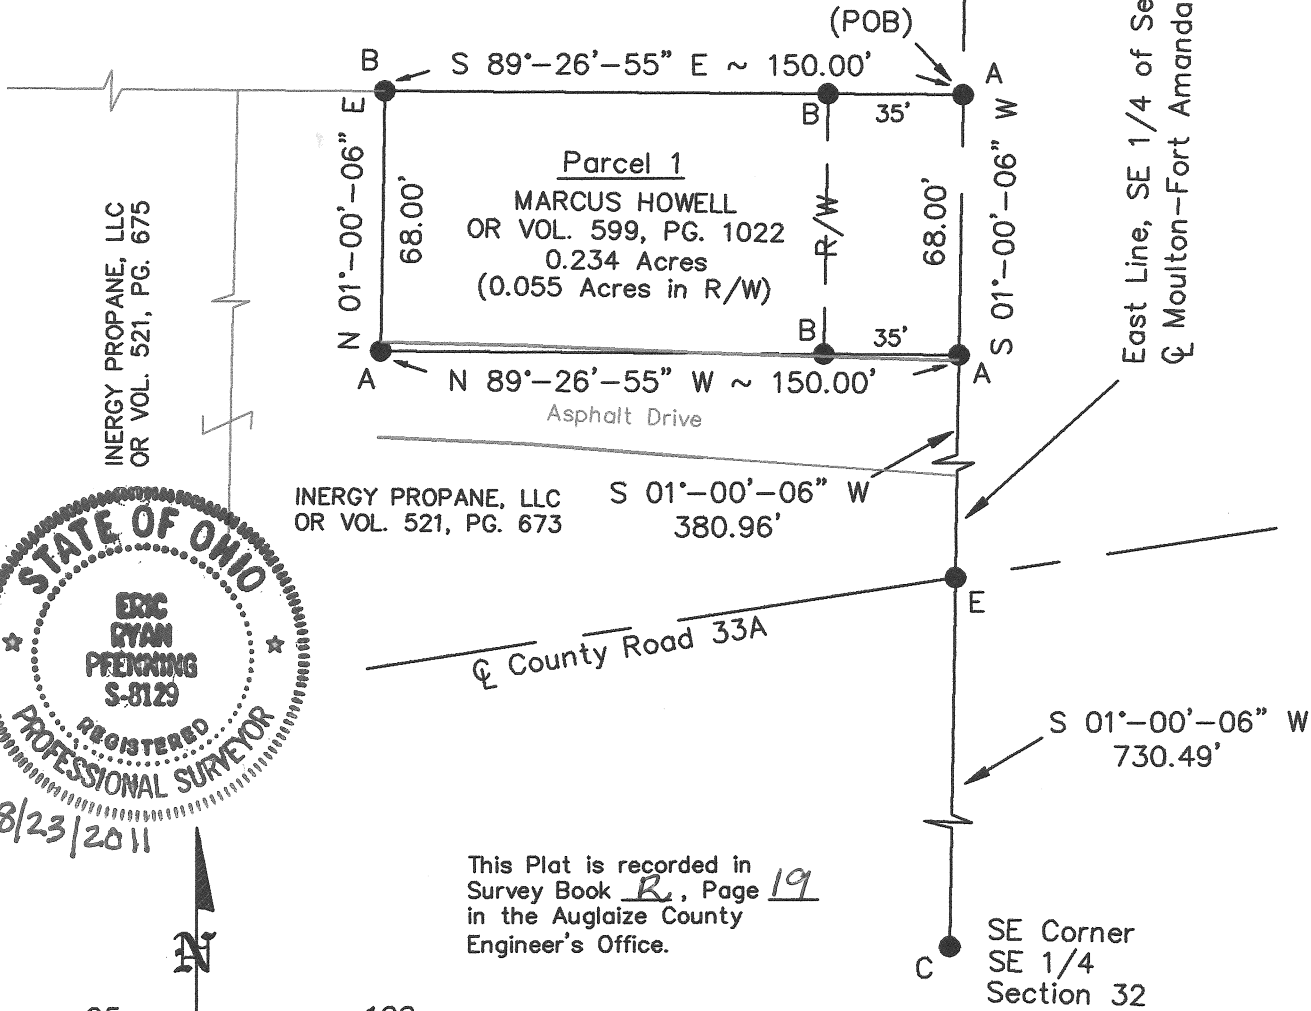 (POB)
B
S 89°-26'-55" E ~ 150.00'
A
B
35'
N 01°-00'-06" E
68.00'
Parcel 1
MARCUS HOWELL
OR VOL. 599, PG. 1022
0.234 Acres
(0.055 Acres in R/W)
R/W
68.00'
S 01°-00'-06" W
East Line, SE 1/4 of Se
℄ Moulton-Fort Amanda
INERGY PROPANE, LLC
OR VOL. 521, PG. 675
B
35'
A
N 89°-26'-55" W ~ 150.00'
A
Asphalt Drive
INERGY PROPANE, LLC
OR VOL. 521, PG. 673
S 01°-00'-06" W
380.96'
STATE OF OHIO
ERIC
RYAN
PFENNING
S-8129
REGISTERED
PROFESSIONAL SURVEYOR
8/23/2011
E
℄ County Road 33A
S 01°-00'-06" W
730.49'
This Plat is recorded in
Survey Book R, Page 19
in the Auglaize County
Engineer's Office.
N
C
SE Corner
SE 1/4
Section 32